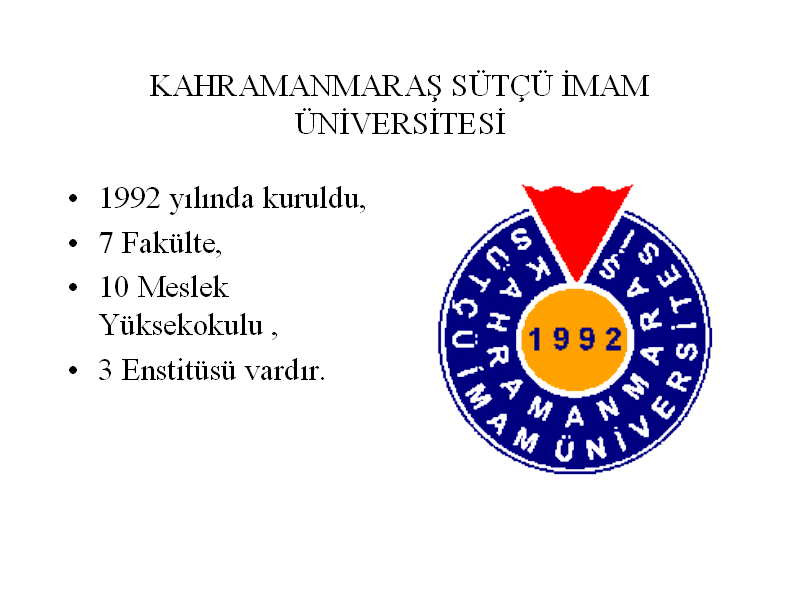 KAHRAMANMARAŞ SÜTÇÜ İMAM
ÜNİVERSİTESİ
• 1992 yılında kuruldu,
• 7 Fakülte,
• 10 Meslek
Yüksekokulu ,
• 3 Enstitüsü vardır.
SÜTÇÜ İMAM ÜNİVERSİTESİ
KAHRAMANMARAŞ
1992